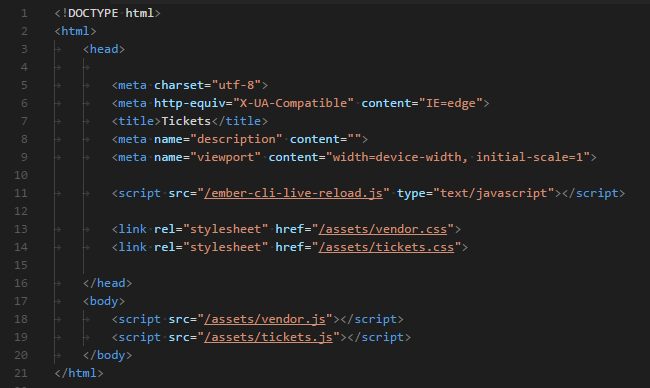 1 <!DOCTYPE html>
2 <html>
3 <head>
4
5 <meta charset="utf-8">
6 <meta http-equiv="X-UA-Compatible" content="IE=edge">
7 <title>Tickets</title>
8 <meta name="description" content="">
9 <meta name="viewport" content="width=device-width, initial-scale=1">
10
11 <script src="/ember-cli-live-reload.js" type="text/javascript"></script>
12
13 <link rel="stylesheet" href="/assets/vendor.css">
14 <link rel="stylesheet" href="/assets/tickets.css">
15
16 </head>
17 <body>
18 <script src="/assets/vendor.js"></script>
19 <script src="/assets/tickets.js"></script>
20 </body>
21 </html>